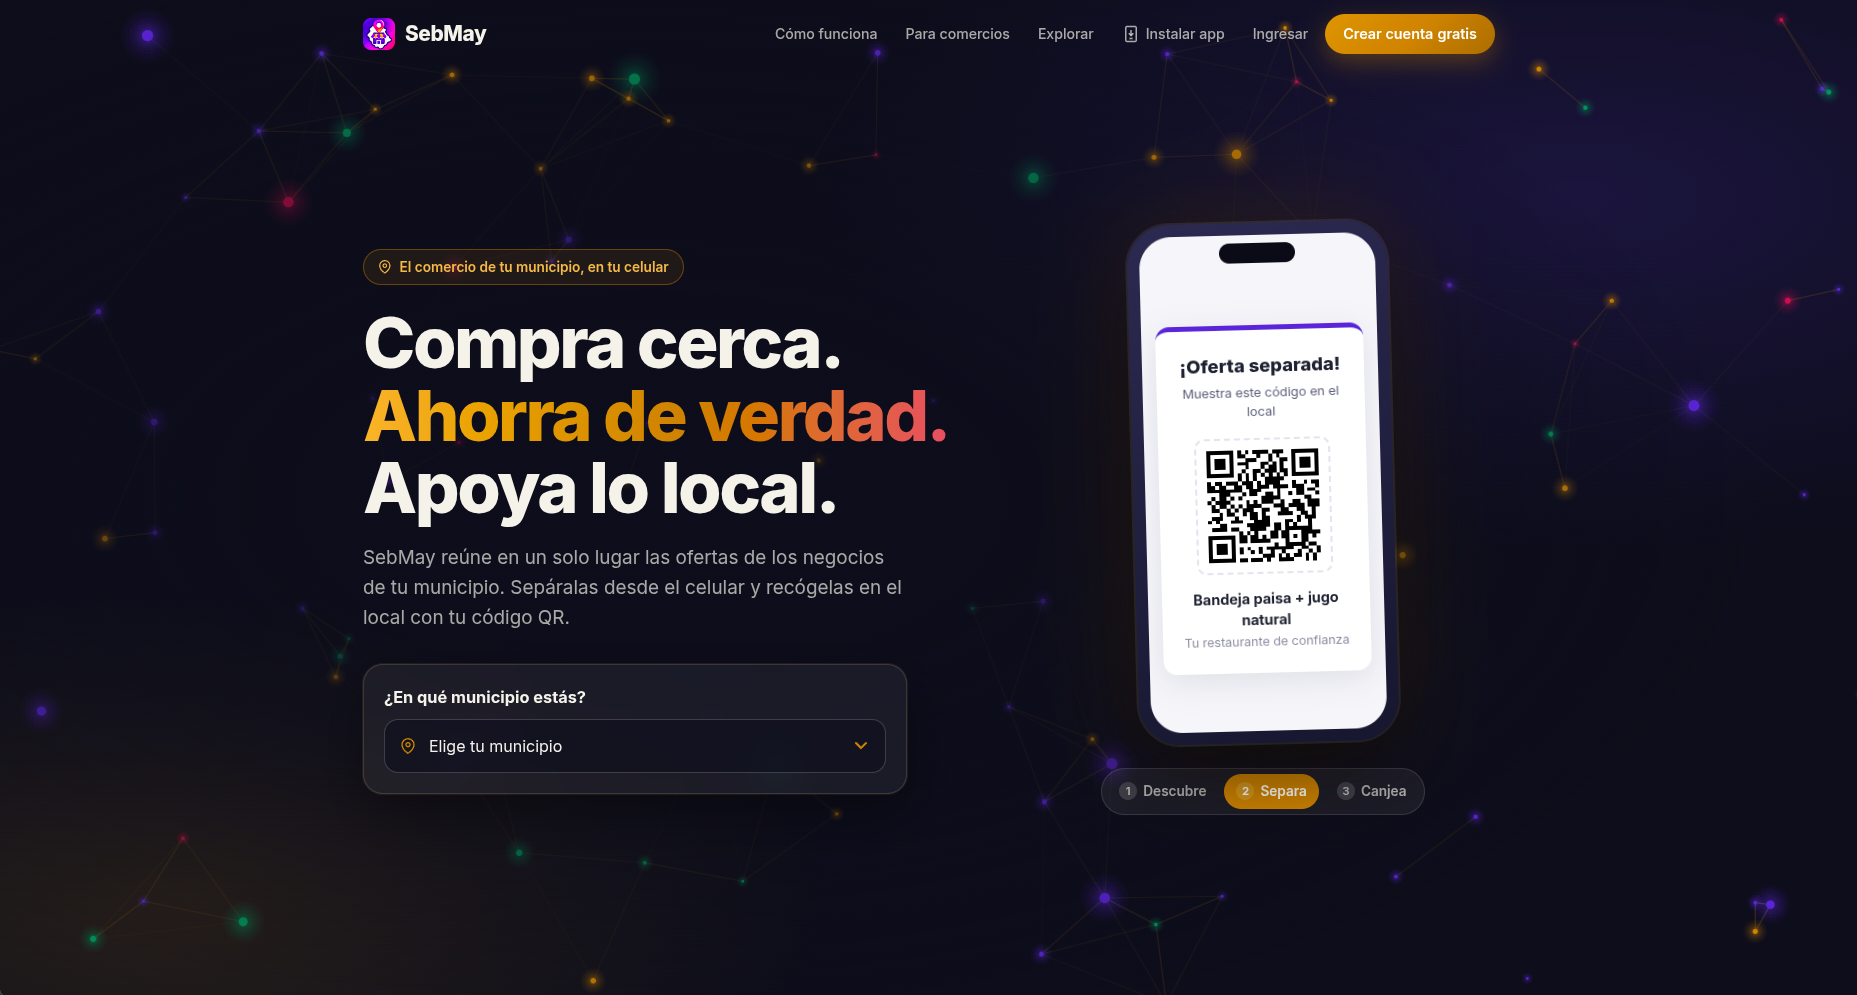 SebMay
Cómo funciona
Para comercios
Explorar
Instalar app
Ingresar
Crear cuenta gratis
El comercio de tu municipio, en tu celular
Compra cerca.
Ahorra de verdad.
Apoya lo local.
SebMay reúne en un solo lugar las ofertas de los negocios
de tu municipio. Sepáralas desde el celular y recógelas en el
local con tu código QR.
¿En qué municipio estás?
Elige tu municipio
¡Oferta separada!
Muestra este código en el
local
Bandeja paisa + jugo
natural
Tu restaurante de confianza
1 Descubre
2 Separa
3 Canjea